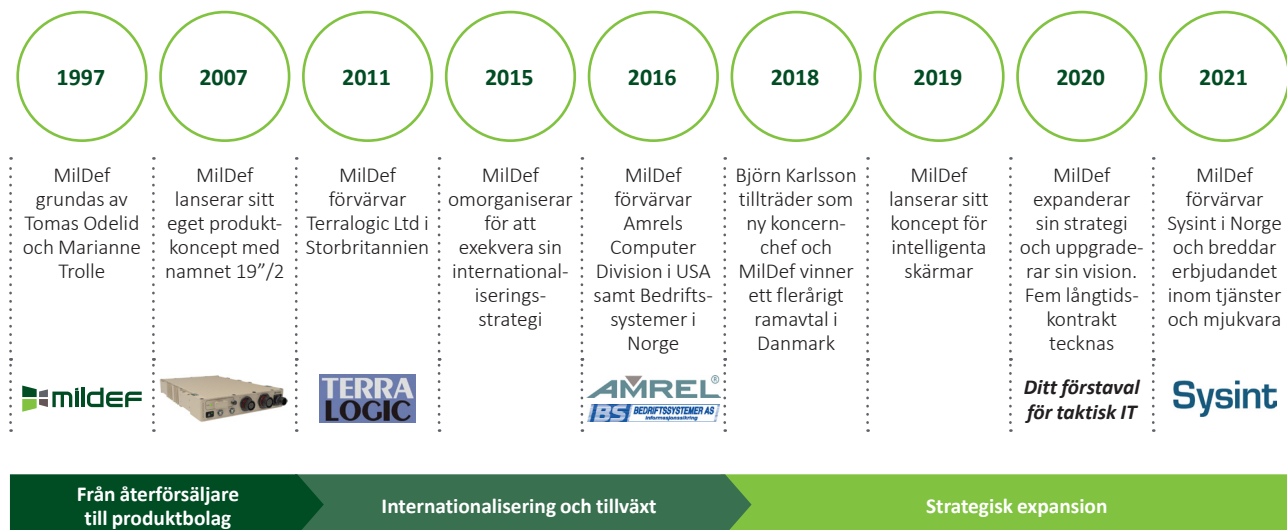 1997
2007
2011
2015
2016
2018
2019
2020
2021
MilDef
grundas av
Tomas Odelid
och Marianne
Trolle
MilDef
lanserar sitt
eget produkt-
koncept med
namnet 19”/2
MilDef
förvärvar
Terralogic Ltd i
Storbritannien
MilDef
omorganiserar
för att
exekvera sin
international-
iserings-
strategi
MilDef
förvärvar
Amrels
Computer
Division i USA
samt Bedrifts-
systemer i
Norge
Björn Karlsson
tillträder som
ny koncern-
chef och
MilDef vinner
ett flerårigt
ramavtal i
Danmark
MilDef
lanserar sitt
koncept för
intelligenta
skärmar
MilDef
expanderar
sin strategi
och uppgrade-
rar sin vision.
Fem långtids-
kontrakt
tecknas
MilDef
förvärvar
Sysint i Norge
och breddar
erbjudandet
inom tjänster
och mjukvara
mildef
TERRA
LOGIC
AMREL®
BS BEDRIFTSSYSTEMER AS
Informasjonssikring
Ditt förstaval
för taktisk IT
Sysint
Från återförsäljare
till produktbolag
Internationalisering och tillväxt
Strategisk expansion